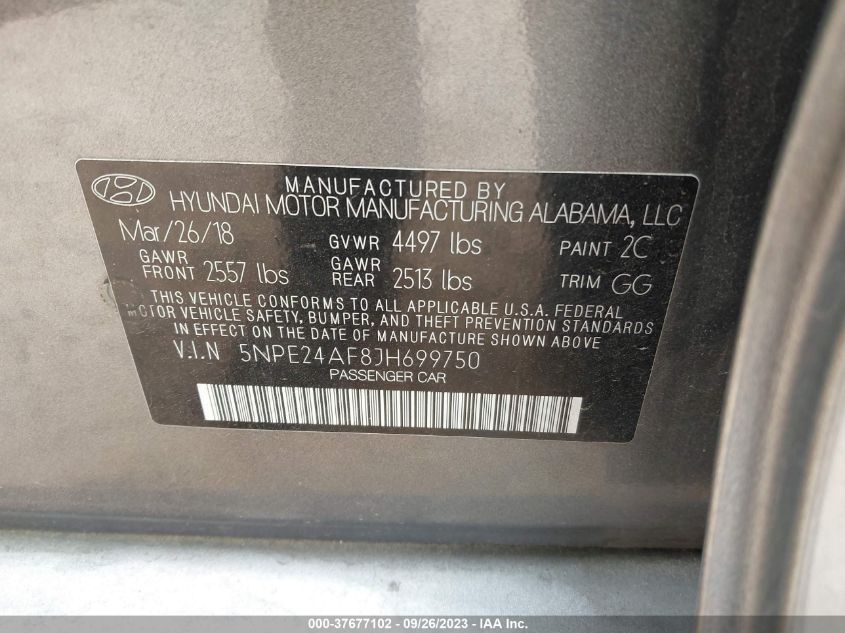 MANUFACTURED BY
HYUNDAI MOTOR MANUFACTURING ALABAMA, LLC
Mar/26/18 GVWR 4497 lbs PAINT 2C
GAWR FRONT 2557 lbs GAWR REAR 2513 lbs TRIM GG
THIS VEHICLE CONFORMS TO ALL APPLICABLE U.S.A. FEDERAL
MOTOR VEHICLE SAFETY, BUMPER, AND THEFT PREVENTION STANDARDS
IN EFFECT ON THE DATE OF MANUFACTURE SHOWN ABOVE.
V.I.N 5NPE24AF8JH699750
PASSENGER CAR
000-37677102 - 09/26/2023 - Copyright © 2023 IAA, Inc.